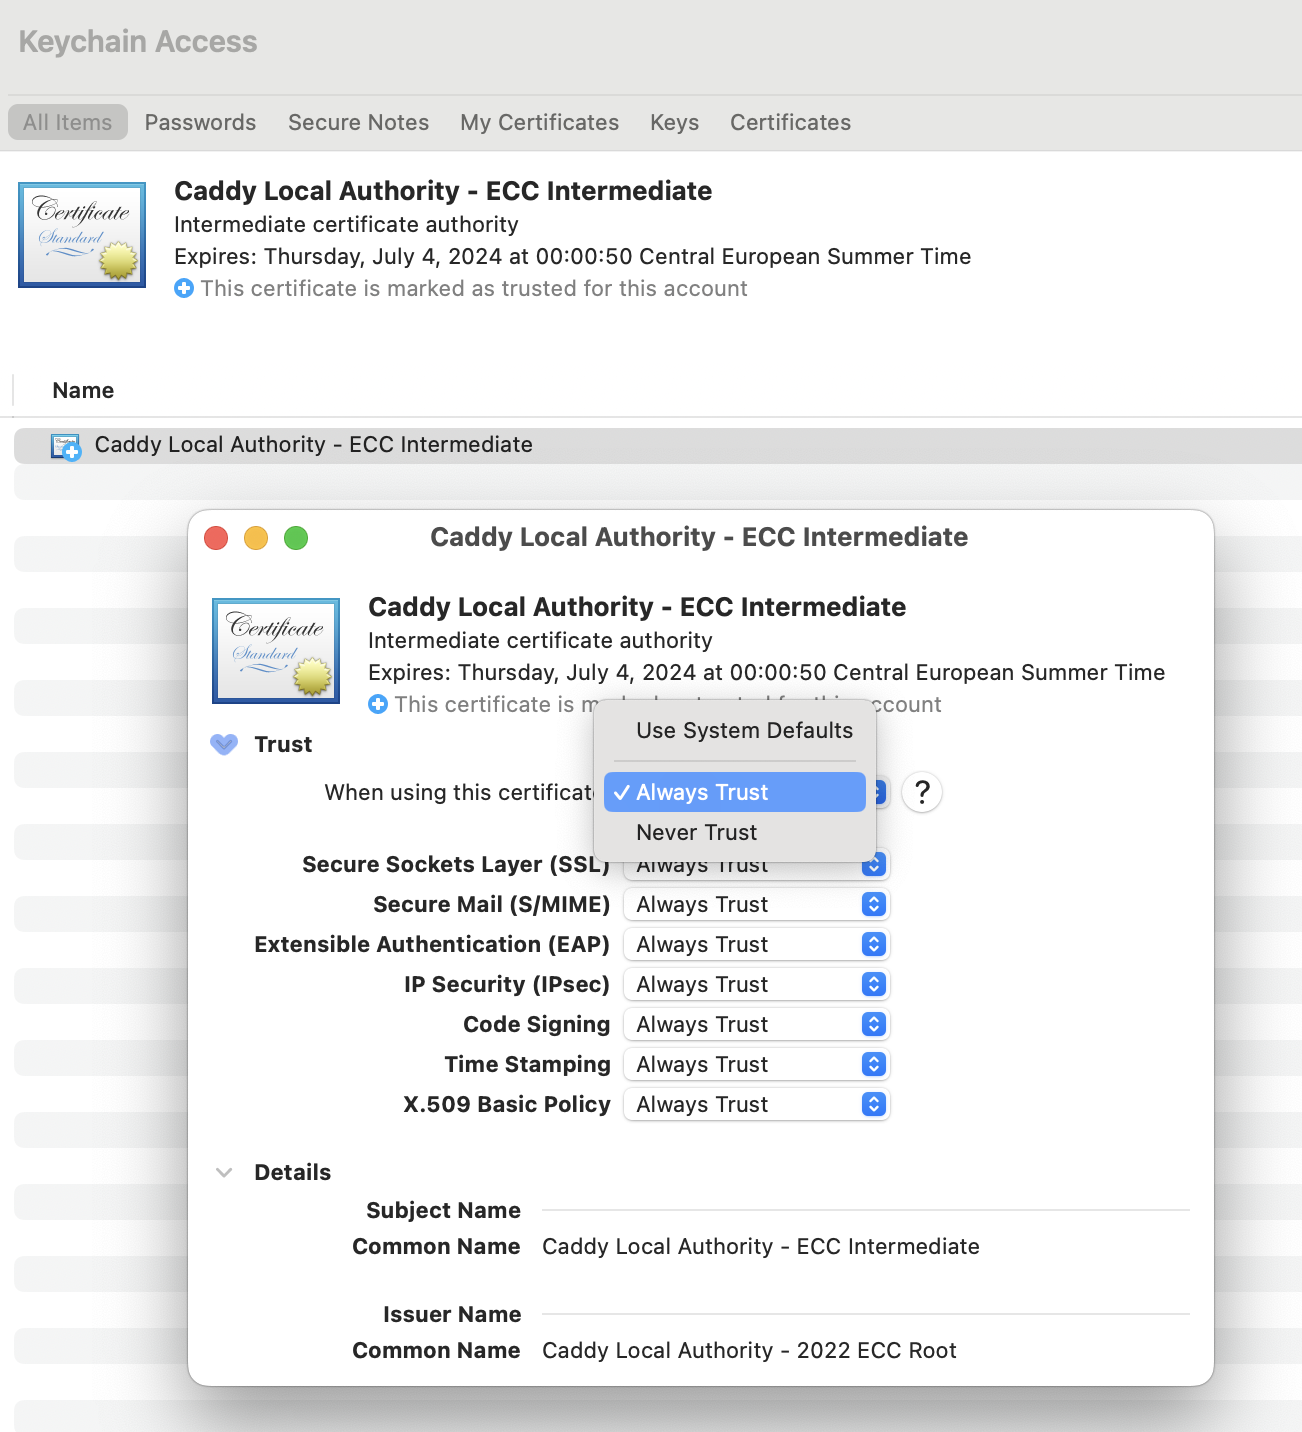 Keychain Access
All Items Passwords Secure Notes My Certificates Keys Certificates
Certificate
Standard
Caddy Local Authority - ECC Intermediate
Intermediate certificate authority
Expires: Thursday, July 4, 2024 at 00:00:50 Central European Summer Time
This certificate is marked as trusted for this account
Name
Caddy Local Authority - ECC Intermediate
Caddy Local Authority - ECC Intermediate
Certificate
Standard
Caddy Local Authority - ECC Intermediate
Intermediate certificate authority
Expires: Thursday, July 4, 2024 at 00:00:50 Central European Summer Time
This certificate is
Use System Defaults
Trust
When using this certificate Always Trust ?
Never Trust
Secure Sockets Layer (SSL) Always Trust
Secure Mail (S/MIME) Always Trust
Extensible Authentication (EAP) Always Trust
IP Security (IPsec) Always Trust
Code Signing Always Trust
Time Stamping Always Trust
X.509 Basic Policy Always Trust
Details
Subject Name
Common Name Caddy Local Authority - ECC Intermediate
Issuer Name
Common Name Caddy Local Authority - 2022 ECC Root